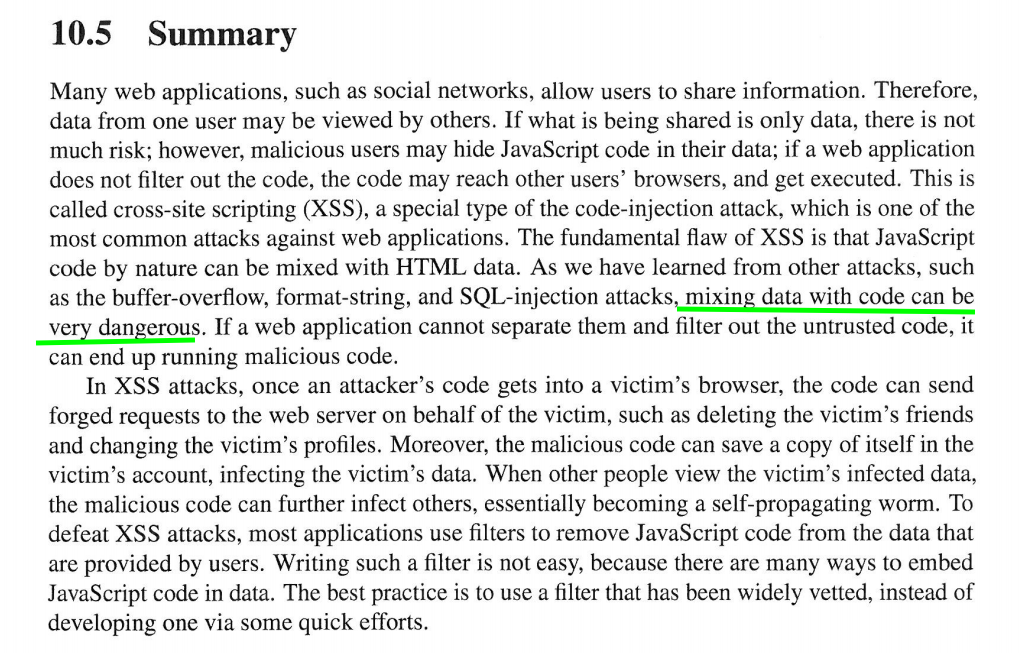 10.5 Summary
Many web applications, such as social networks, allow users to share information. Therefore,
data from one user may be viewed by others. If what is being shared is only data, there is not
much risk; however, malicious users may hide JavaScript code in their data; if a web application
does not filter out the code, the code may reach other users' browsers, and get executed. This is
called cross-site scripting (XSS), a special type of the code-injection attack, which is one of the
most common attacks against web applications. The fundamental flaw of XSS is that JavaScript
code by nature can be mixed with HTML data. As we have learned from other attacks, such
as the buffer-overflow, format-string, and SQL-injection attacks, mixing data with code can be
very dangerous. If a web application cannot separate them and filter out the untrusted code, it
can end up running malicious code.
In XSS attacks, once an attacker's code gets into a victim's browser, the code can send
forged requests to the web server on behalf of the victim, such as deleting the victim's friends
and changing the victim's profiles. Moreover, the malicious code can save a copy of itself in the
victim's account, infecting the victim's data. When other people view the victim's infected data,
the malicious code can further infect others, essentially becoming a self-propagating worm. To
defeat XSS attacks, most applications use filters to remove JavaScript code from the data that
are provided by users. Writing such a filter is not easy, because there are many ways to embed
JavaScript code in data. The best practice is to use a filter that has been widely vetted, instead of
developing one via some quick efforts.